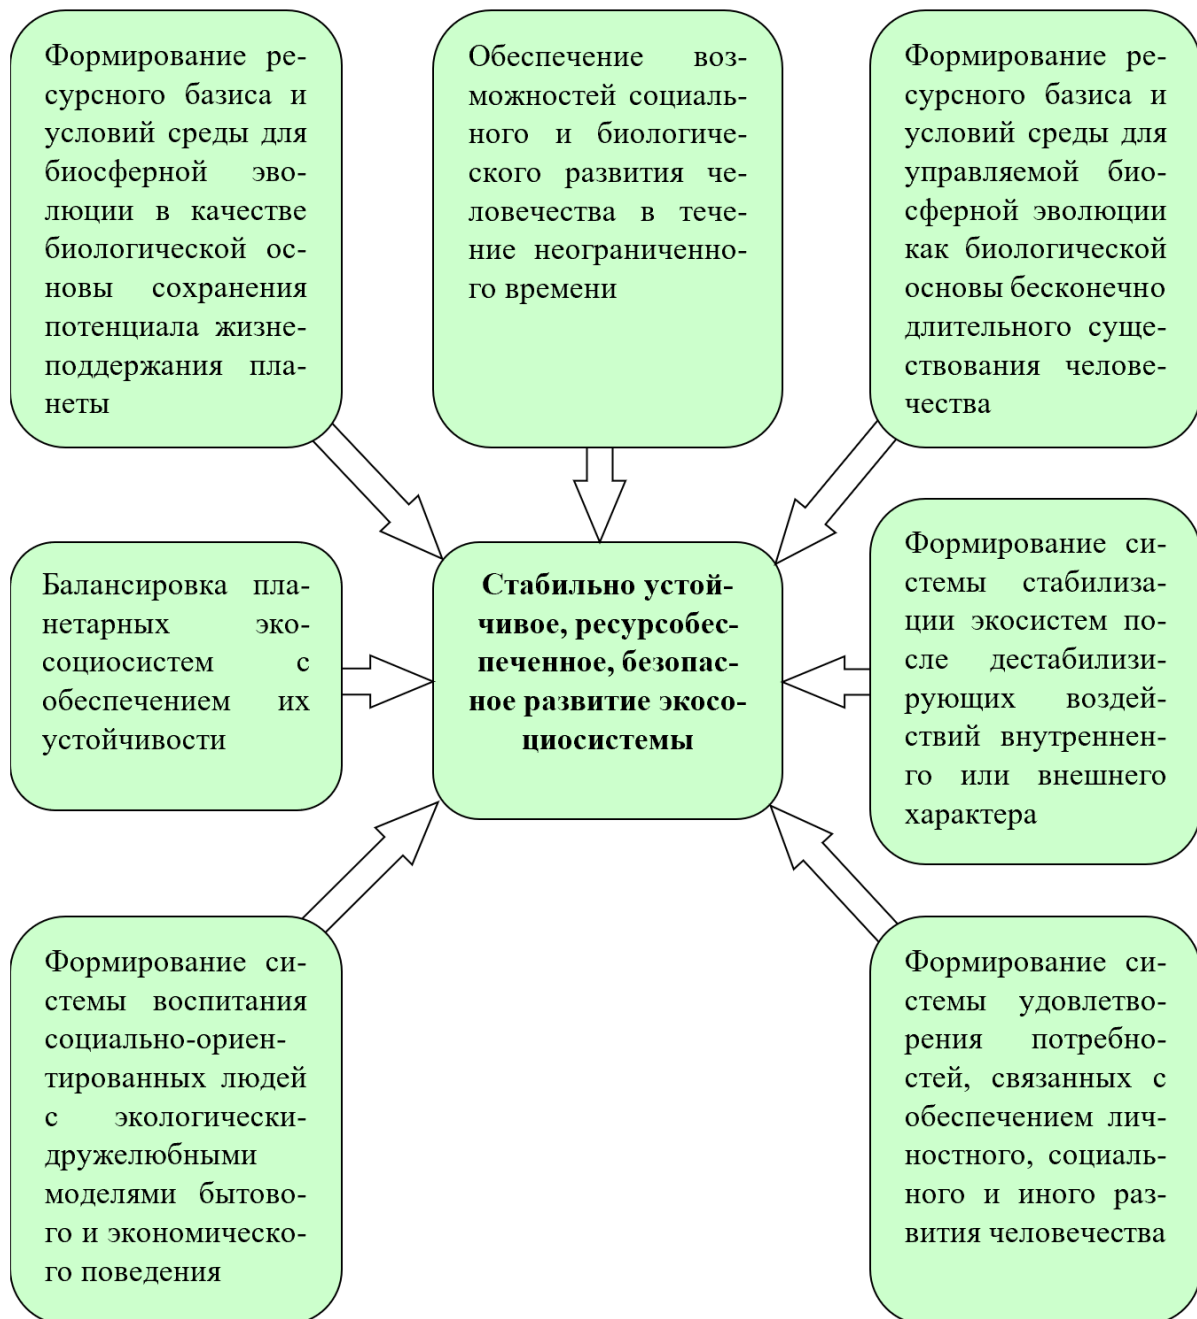 Формирование ре-
сурсного базиса и
условий среды для
биосферной эво-
люции в качестве
биологической ос-
новы сохранения
потенциала жизне-
поддержания пла-
неты
Обеспечение воз-
можностей социаль-
ного и биологиче-
ского развития че-
ловечества в тече-
ние неограниченно-
го времени
Формирование ре-
сурсного базиса и
условий среды для
управляемой био-
сферной эволюции
как биологической
основы бесконечно
длительного суще-
ствования челове-
чества
Балансировка пла-
нетарных эко-
социосистем с
обеспечением их
устойчивости
Стабильно устой-
чивое, ресурсобес-
печенное, безопас-
ное развитие экосо-
циосистемы
Формирование си-
стемы стабилиза-
ции экосистем по-
сле дестабилизи-
рующих воздей-
ствий внутренне-
го или внешнего
характера
Формирование си-
стемы воспитания
социально-ориен-
тированных людей
с экологически-
дружелюбными
моделями бытово-
го и экономическо-
го поведения
Формирование си-
стемы удовлетво-
рения потребно-
стей, связанных с
обеспечением лич-
ностного, социаль-
ного и иного раз-
вития человечества